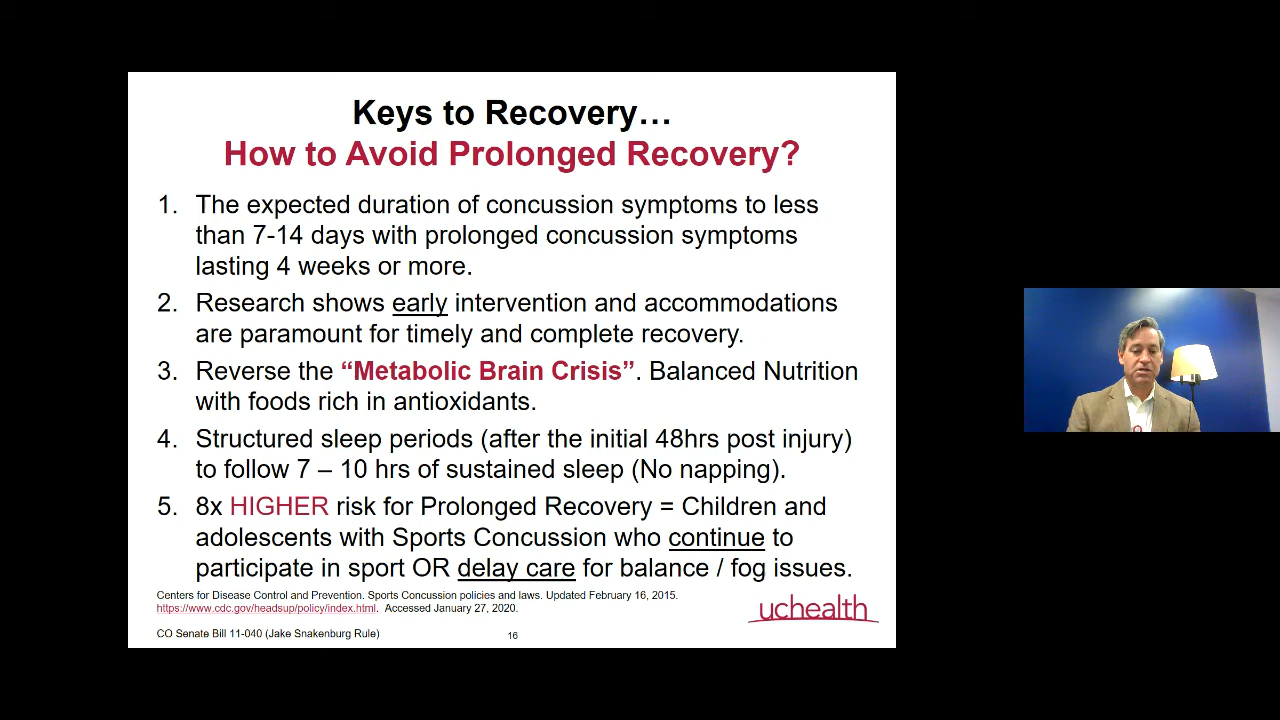 Keys to Recovery…
How to Avoid Prolonged Recovery?
1. The expected duration of concussion symptoms to less
than 7-14 days with prolonged concussion symptoms
lasting 4 weeks or more.
2. Research shows early intervention and accommodations
are paramount for timely and complete recovery.
3. Reverse the “Metabolic Brain Crisis”. Balanced Nutrition
with foods rich in antioxidants.
4. Structured sleep periods (after the initial 48hrs post injury)
to follow 7 – 10 hrs of sustained sleep (No napping).
5. 8x HIGHER risk for Prolonged Recovery = Children and
adolescents with Sports Concussion who continue to
participate in sport OR delay care for balance / fog issues.
Centers for Disease Control and Prevention. Sports Concussion policies and laws. Updated February 16, 2015.
https://www.cdc.gov/headsup/policy/index.html. Accessed January 27, 2020.
uchealth
CO Senate Bill 11-040 (Jake Snakenburg Rule)
16